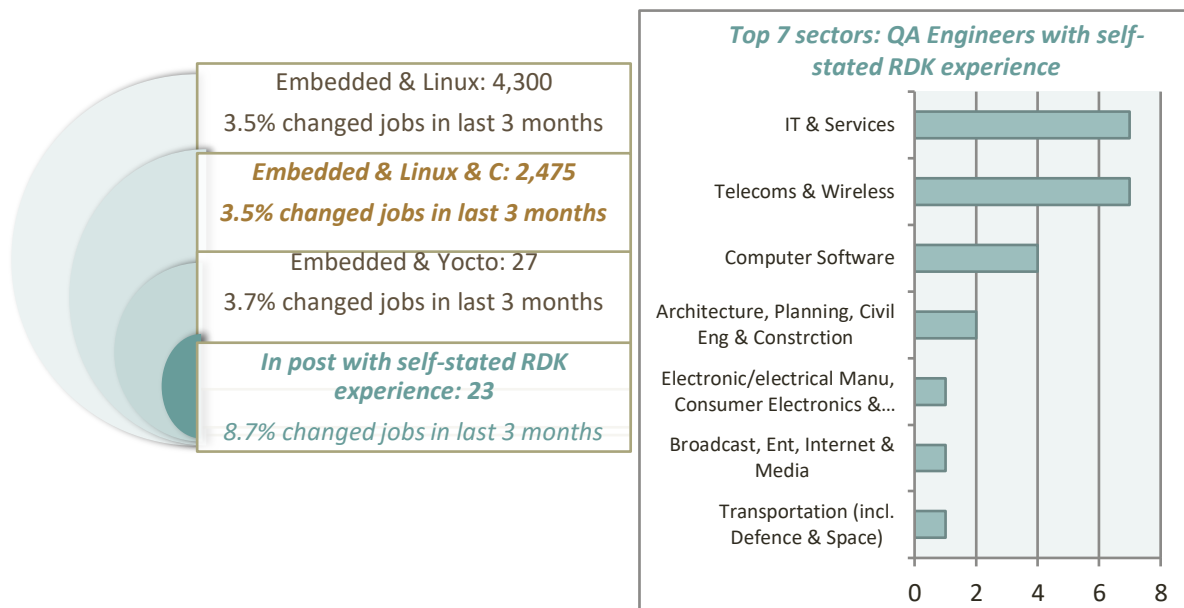 Embedded & Linux: 4,300
3.5% changed jobs in last 3 months
Embedded & Linux & C: 2,475
3.5% changed jobs in last 3 months
Embedded & Yocto: 27
3.7% changed jobs in last 3 months
In post with self-stated RDK
experience: 23
8.7% changed jobs in last 3 months
Top 7 sectors: QA Engineers with self-
stated RDK experience
IT & Services
Telecoms & Wireless
Computer Software
Architecture, Planning, Civil
Eng & Constrction
Electronic/electrical Manu,
Consumer Electronics &...
Broadcast, Ent, Internet &
Media
Transportation (incl.
Defence & Space)
0 2 4 6 8